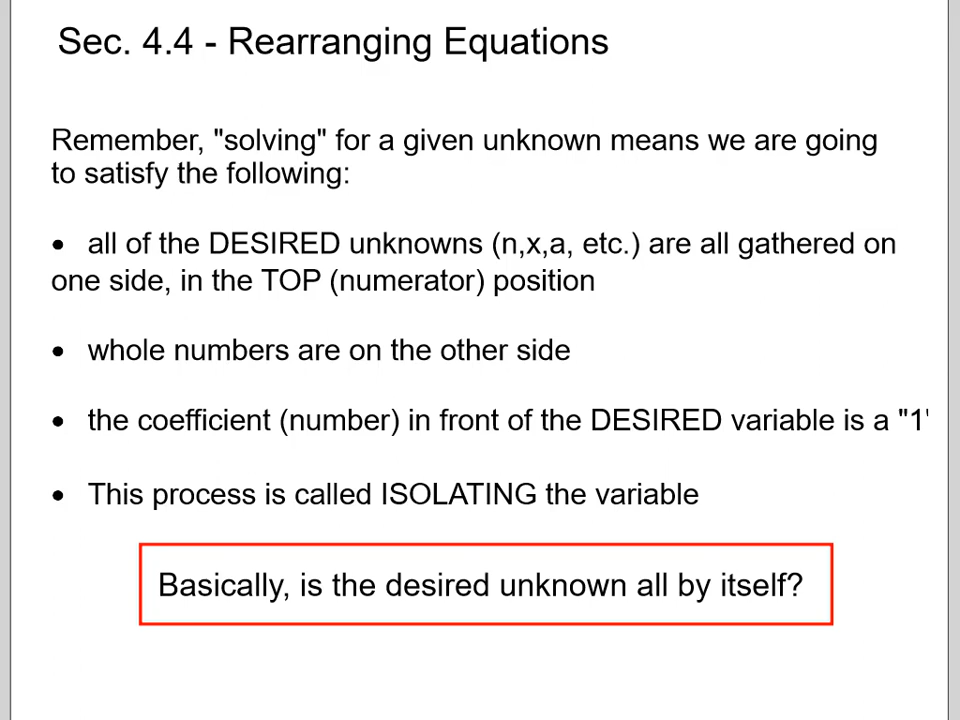 Sec. 4.4 - Rearranging Equations
Remember, "solving" for a given unknown means we are going
to satisfy the following:
• all of the DESIRED unknowns (n,x,a, etc.) are all gathered on
one side, in the TOP (numerator) position
• whole numbers are on the other side
• the coefficient (number) in front of the DESIRED variable is a "1'
• This process is called ISOLATING the variable
Basically, is the desired unknown all by itself?